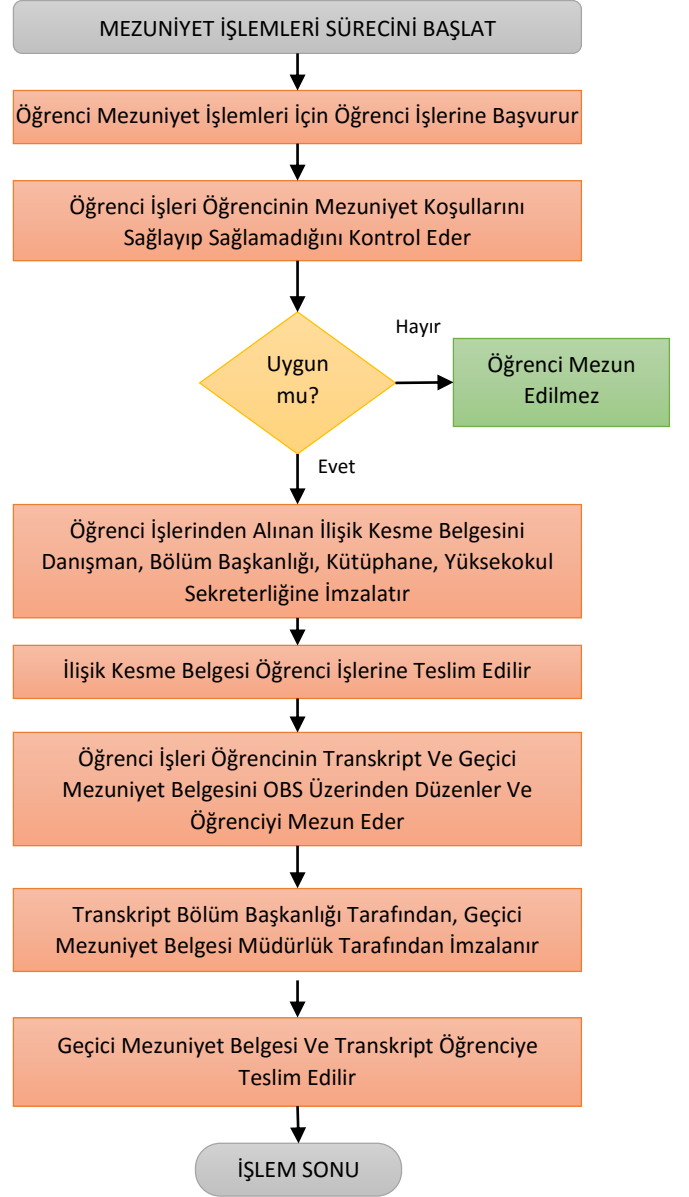 MEZUNİYET İŞLEMLERİ SÜRECİNİ BAŞLAT
Öğrenci Mezuniyet İşlemleri İçin Öğrenci İşlerine Başvurur
Öğrenci İşleri Öğrencinin Mezuniyet Koşullarını
Sağlayıp Sağlamadığını Kontrol Eder
Uygun
mu?
Hayır
Öğrenci Mezun
Edilmez
Evet
Öğrenci İşlerinden Alınan İlişik Kesme Belgesini
Danışman, Bölüm Başkanlığı, Kütüphane, Yüksekokul
Sekreterliğine İmzalatır
İlişik Kesme Belgesi Öğrenci İşlerine Teslim Edilir
Öğrenci İşleri Öğrencinin Transkript Ve Geçici
Mezuniyet Belgesini OBS Üzerinden Düzenler Ve
Öğrenciyi Mezun Eder
Transkript Bölüm Başkanlığı Tarafından, Geçici
Mezuniyet Belgesi Müdürlük Tarafından İmzalanır
Geçici Mezuniyet Belgesi Ve Transkript Öğrenciye
Teslim Edilir
İŞLEM SONU